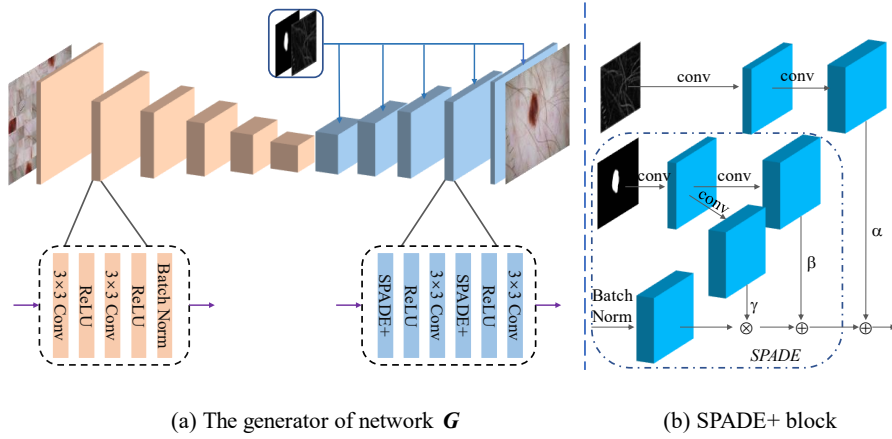 3×3 Conv
ReLU
3×3 Conv
ReLU
Batch Norm
SPADE+
ReLU
3×3 Conv
SPADE+
ReLU
3×3 Conv
(a) The generator of network G
conv
conv
conv
conv
conv
α
β
γ
Batch
Norm
⊗
⊕
⊕
SPADE
(b) SPADE+ block